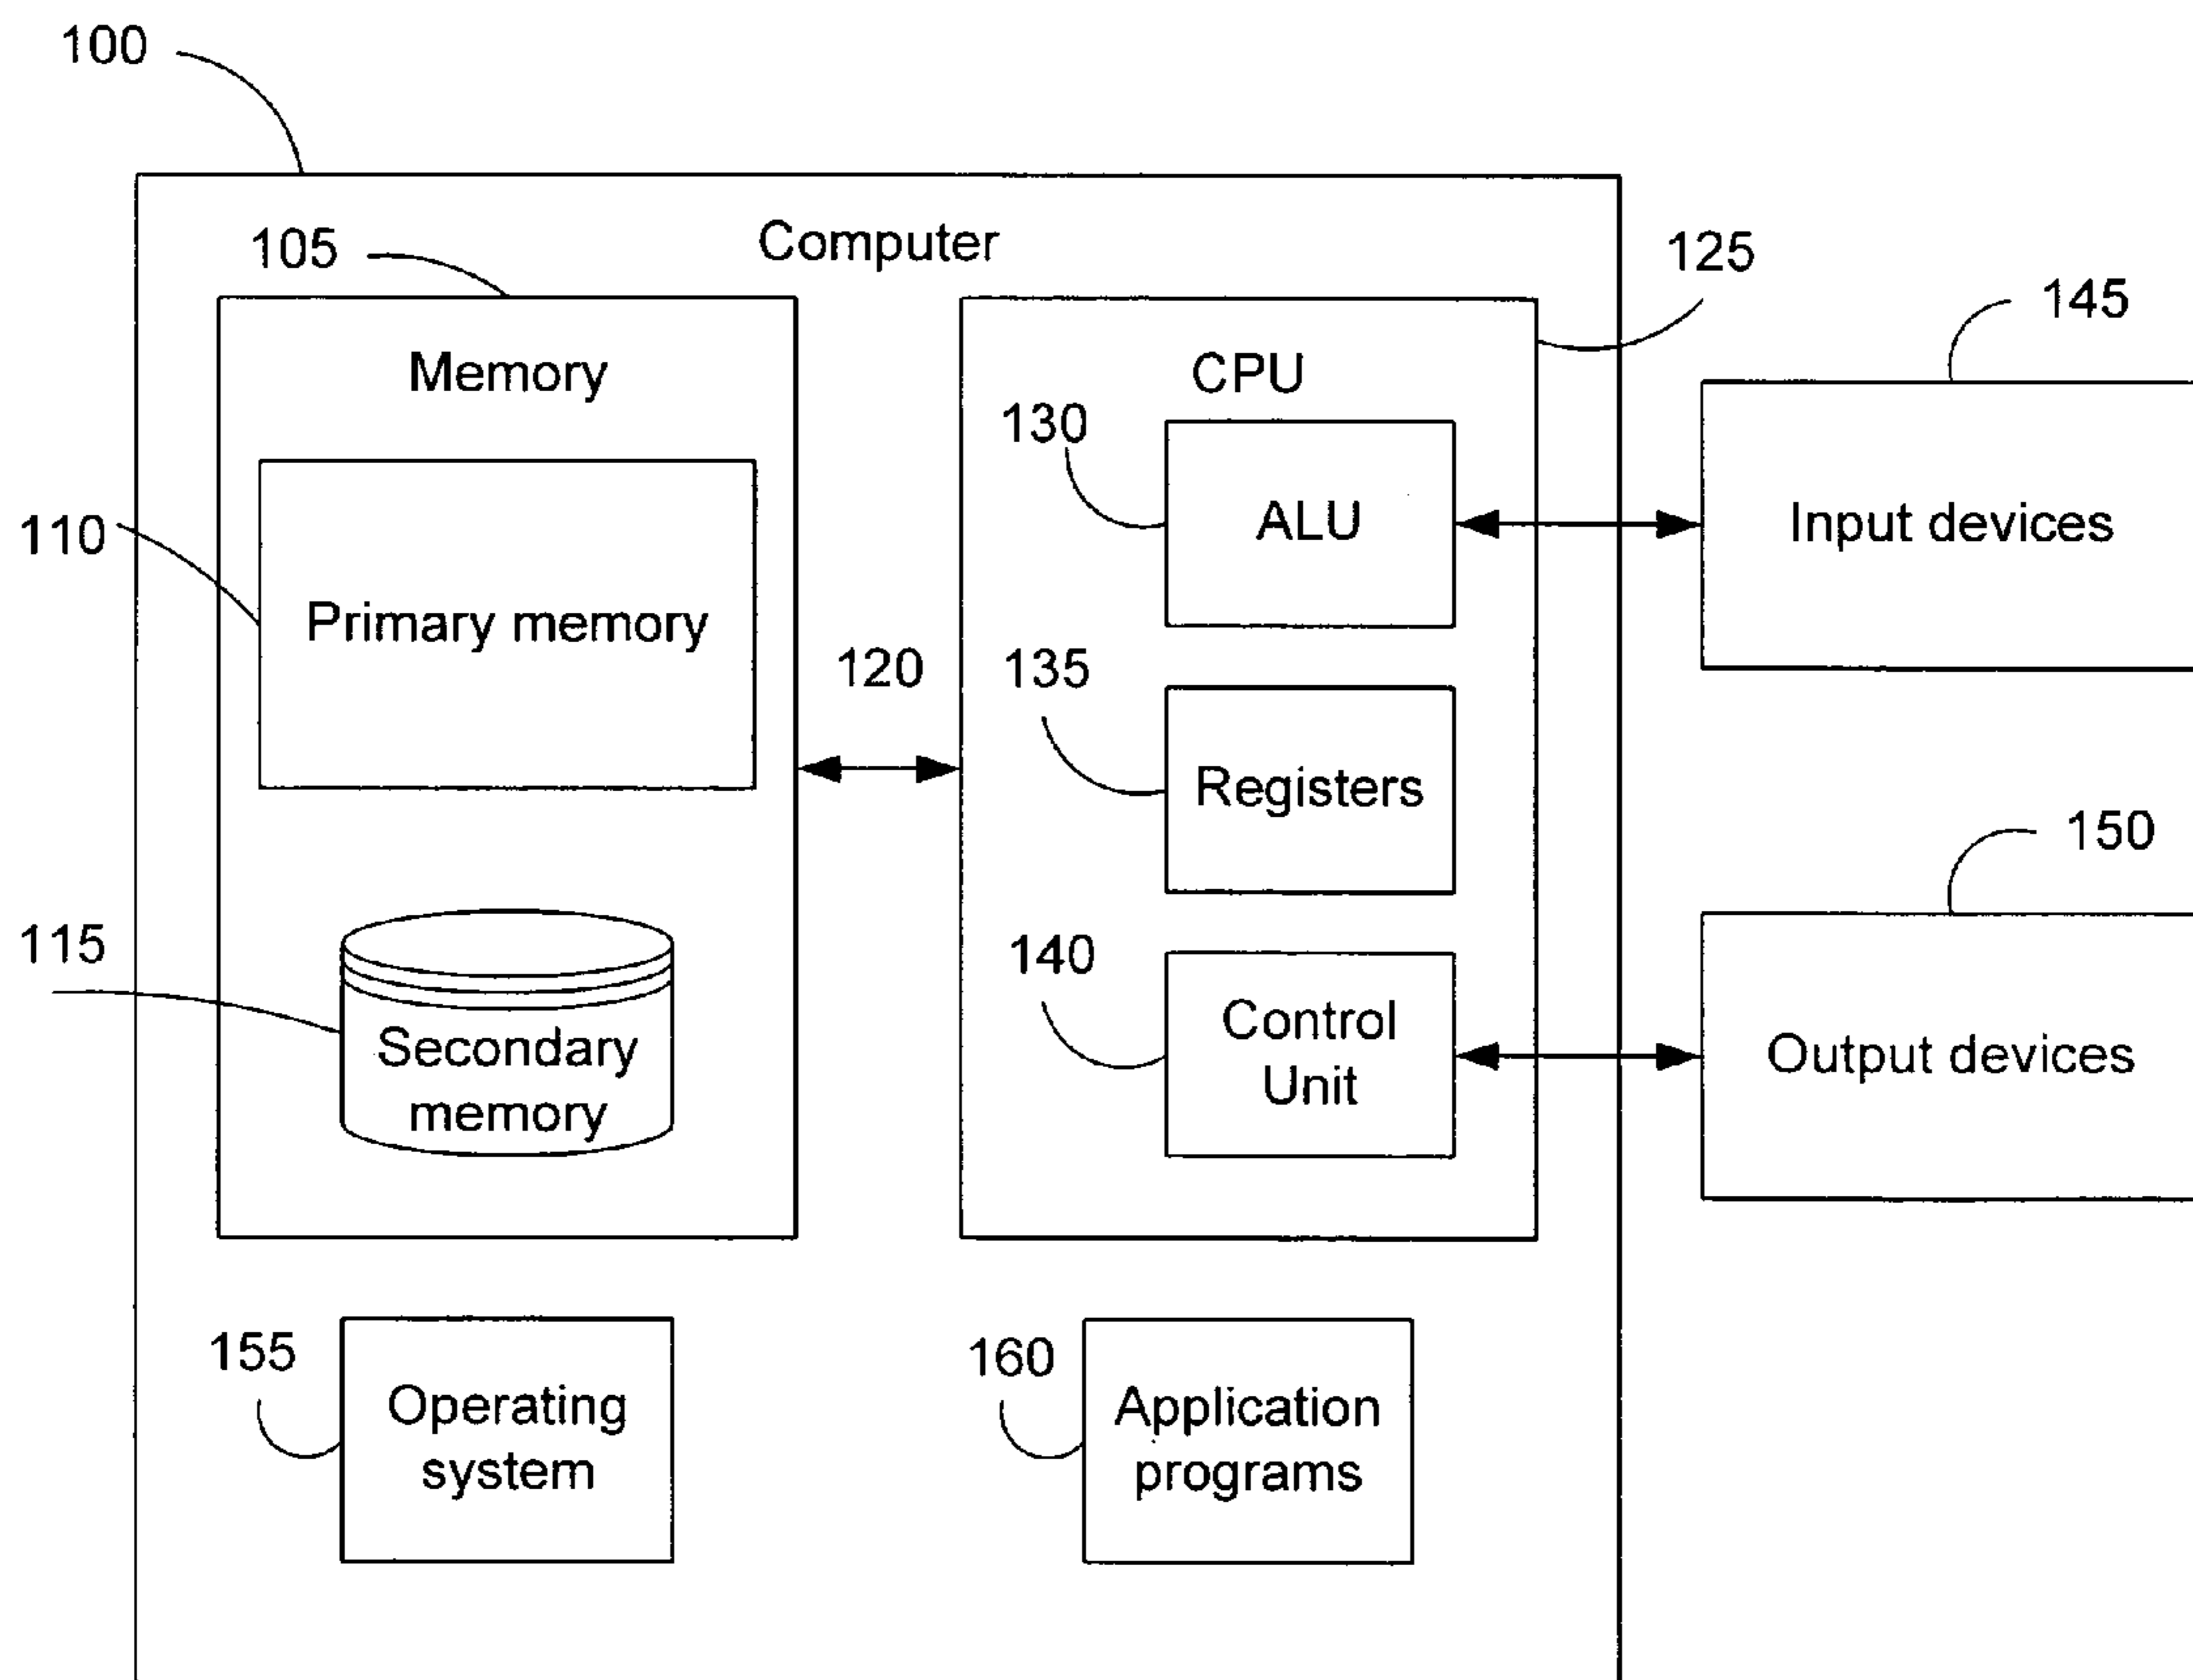 100
Computer
105
125
145
Memory
CPU
130
110
Primary memory
ALU
Input devices
120
135
Registers
150
115
Secondary
memory
140
Control
Unit
Output devices
155
Operating
system
160
Application
programs